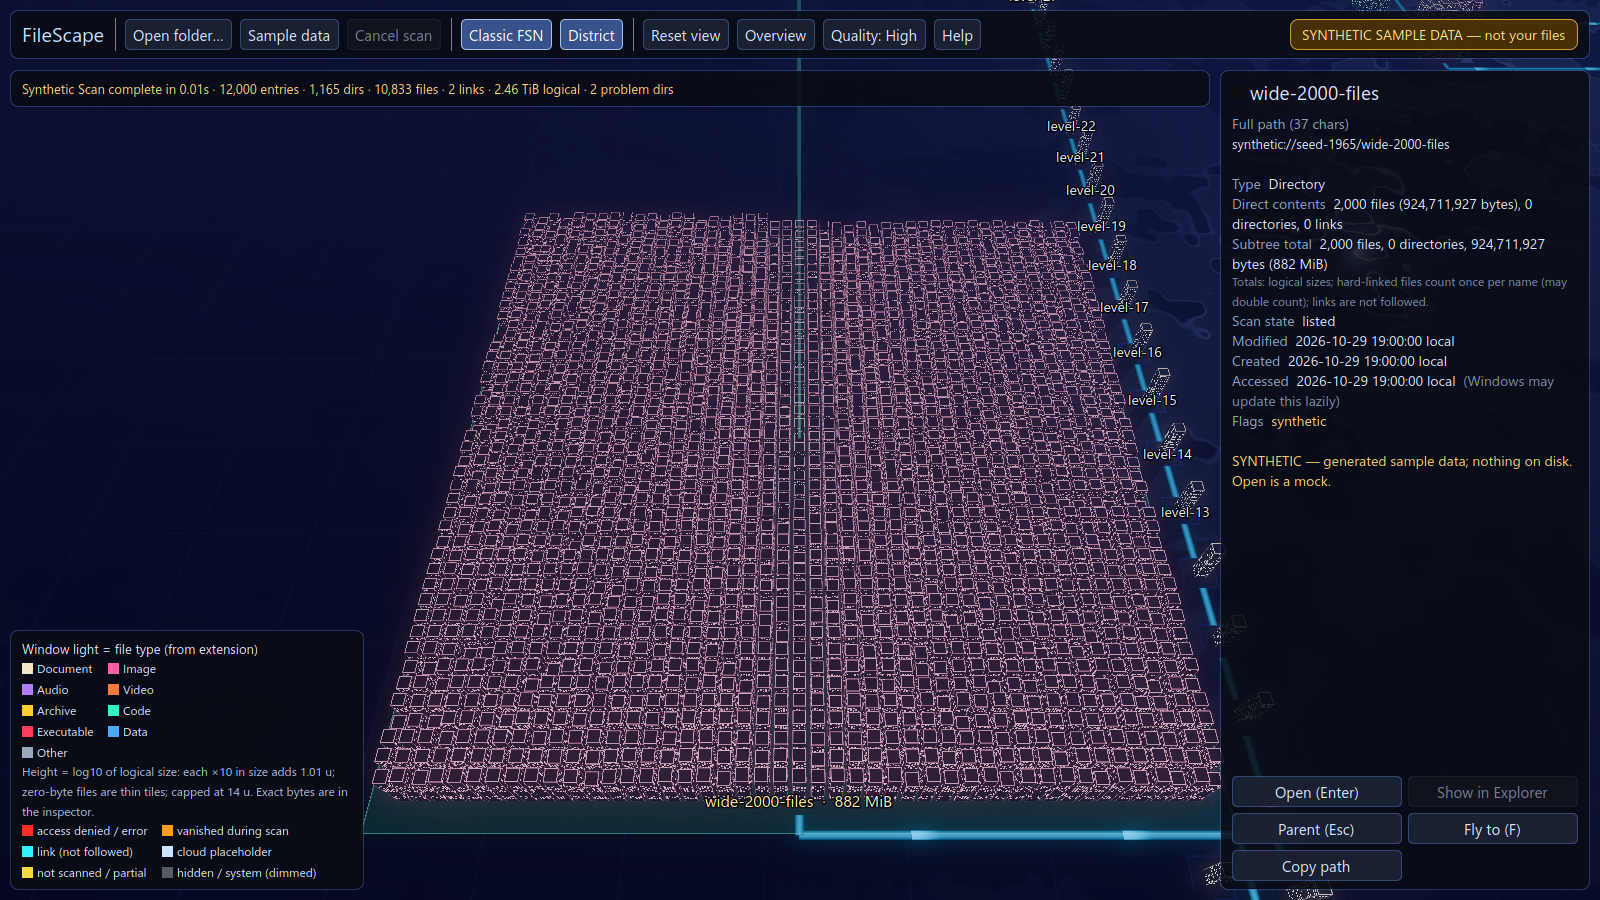 FileScape
Open folder...
Sample data
Cancel scan
Classic FSN
District
Reset view
Overview
Quality: High
Help
SYNTHETIC SAMPLE DATA — not your files
Synthetic Scan complete in 0.01s · 12,000 entries · 1,165 dirs · 10,833 files · 2 links · 2.46 TiB logical · 2 problem dirs
level-22
level-21
level-20
level-19
level-18
level-17
level-16
level-15
level-14
level-13
wide-2000-files · 882 MiB
Window light = file type (from extension)
Document
Image
Audio
Video
Archive
Code
Executable
Data
Other
Height = log10 of logical size: each ×10 in size adds 1.01 u;
zero-byte files are thin tiles; capped at 14 u. Exact bytes are in
the inspector.
access denied / error
vanished during scan
link (not followed)
cloud placeholder
not scanned / partial
hidden / system (dimmed)
wide-2000-files
Full path (37 chars)
synthetic://seed-1965/wide-2000-files
Type Directory
Direct contents 2,000 files (924,711,927 bytes), 0
directories, 0 links
Subtree total 2,000 files, 0 directories, 924,711,927
bytes (882 MiB)
Totals: logical sizes; hard-linked files count once per name (may
double count); links are not followed.
Scan state listed
Modified 2026-10-29 19:00:00 local
Created 2026-10-29 19:00:00 local
Accessed 2026-10-29 19:00:00 local (Windows may
update this lazily)
Flags synthetic
SYNTHETIC — generated sample data; nothing on disk.
Open is a mock.
Open (Enter)
Show in Explorer
Parent (Esc)
Fly to (F)
Copy path